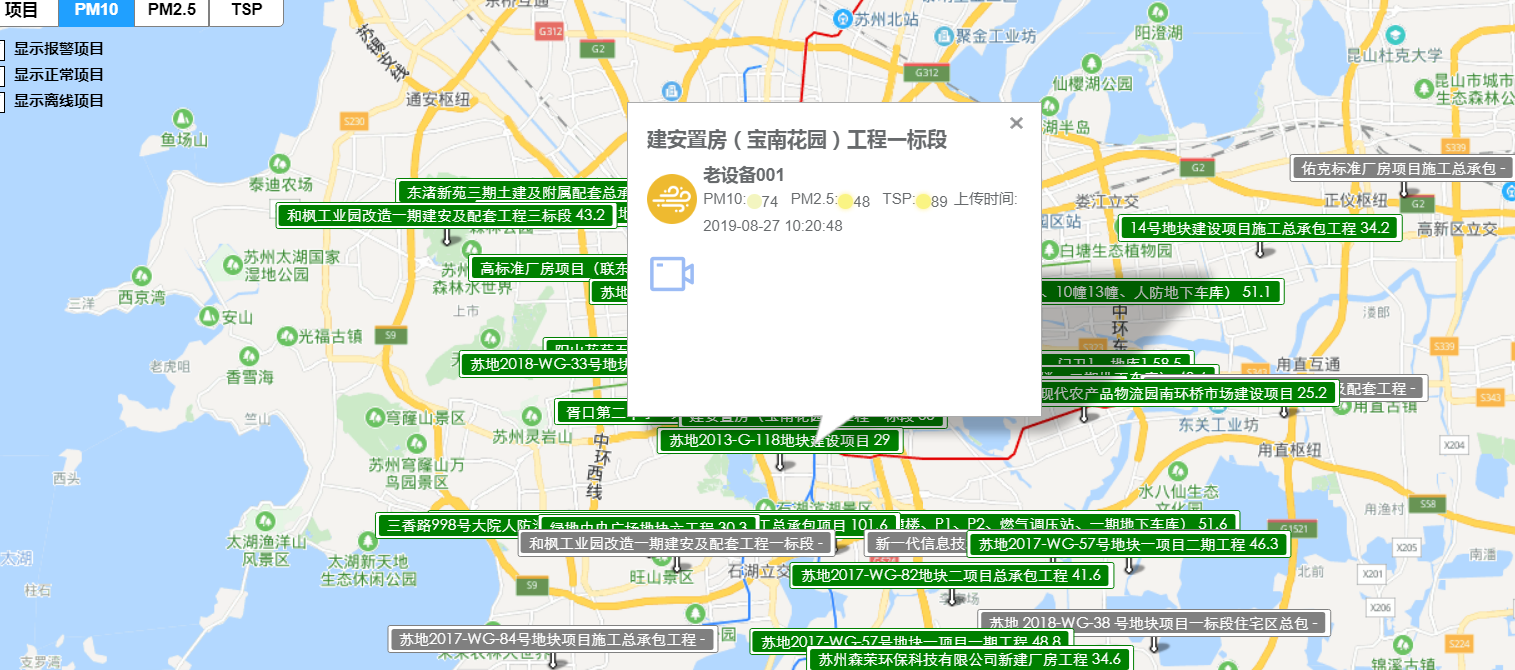 项目 PM10 PM2.5 TSP
显示报警项目
显示正常项目
显示离线项目
苏锡支线
G312
G2
苏州北站
聚金工业坊
阳澄湖
昆山杜克大学
G312
仙樱湖公园
昆山市城市
生态森林公
通安枢纽
S230
鱼场山
湖半岛
S339
泰迪农场
G2
佑克标准厂房项目施工总承包 -
东渚新苑三期土建及附属配套总承
和枫工业园改造一期建安及配套工程三标段 43.2
娄江立交
正仪枢纽
G2
园区站
14号地块建设项目施工总承包工程 34.2
高新区立交
苏州太湖国家
湿地公园
白塘生态植物园
高标准厂房项目（联东
森林水世界
西京湾
三洋
苏地
、10幢13幢、人防地下车库） 51.1
上市
安山
光福古镇
S9
中环东
漊郎
S339
苏地2018-WG-33号地块
甪直互通
老虎咀
香雪海
现代农产品物流园南环桥市场建设项目 25.2
及配套工程 -
S343
竺山
穹窿山景区
胥口第二
甪直古镇
苏州灵岩山
苏地2013-G-118地块建设项目 29
东关工业坊
X204
苏州穹窿山万
鸟园景区
中环西线
甪直枢纽
西头
水八仙生态
文化园
石湖滨湖景区
甪渔村
S58
三香路998号大院人防
绿地中央广场地块六工程 30.3
工总承包项目 101.6
楼、P1、P2、燃气调压站、一期地下车库） 51.6
G1521
太湖渔洋山
风景区
和枫工业园改造一期建安及配套工程一标段 -
新一代信息技
苏地2017-WG-57号地块一项目二期工程 46.3
X205
南潘
太湖
太湖新天地
生态休闲公园
旺山景区
石湖立交
苏地2017-WG-82地块二项目总承包工程 41.6
北前
X201
柱石
S9
X206
苏地 2018-WG-38 号地块项目一标段住宅区总包 -
苏地2017-WG-84号地块项目施工总承包工程 -
苏地2017-WG-57号地块一项目一期工程 48.8
S224
支罗湾
苏州森荣环保科技有限公司新建厂房工程 34.6
锦溪古镇
建安置房（宝南花园）工程一标段
×
老设备001
PM10: 74 PM2.5: 48 TSP: 89 上传时间:
2019-08-27 10:20:48